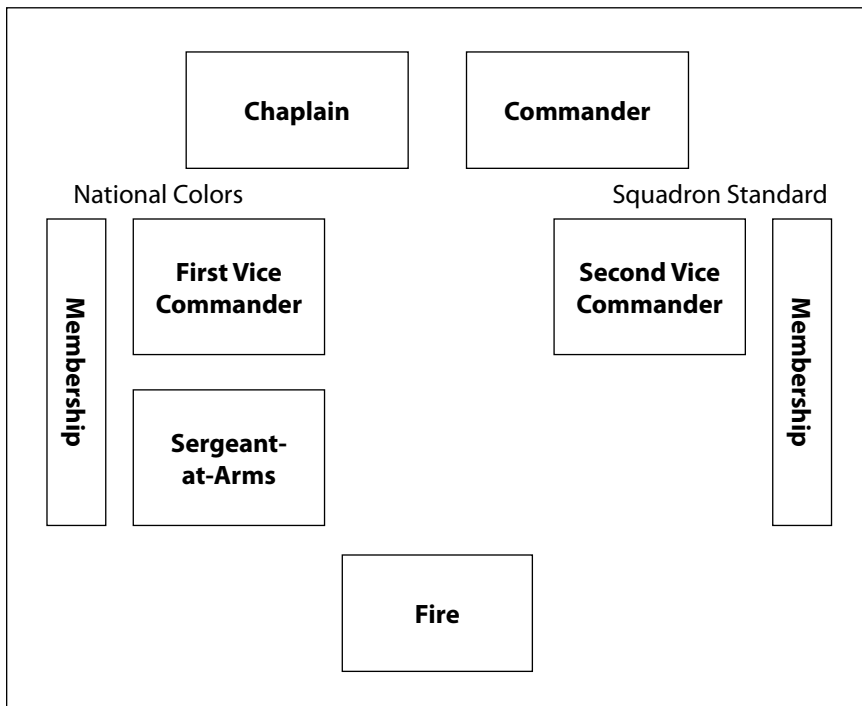 Chaplain
Commander
National Colors
Squadron Standard
Membership
First Vice
Commander
Second Vice
Commander
Membership
Sergeant-
at-Arms
Fire